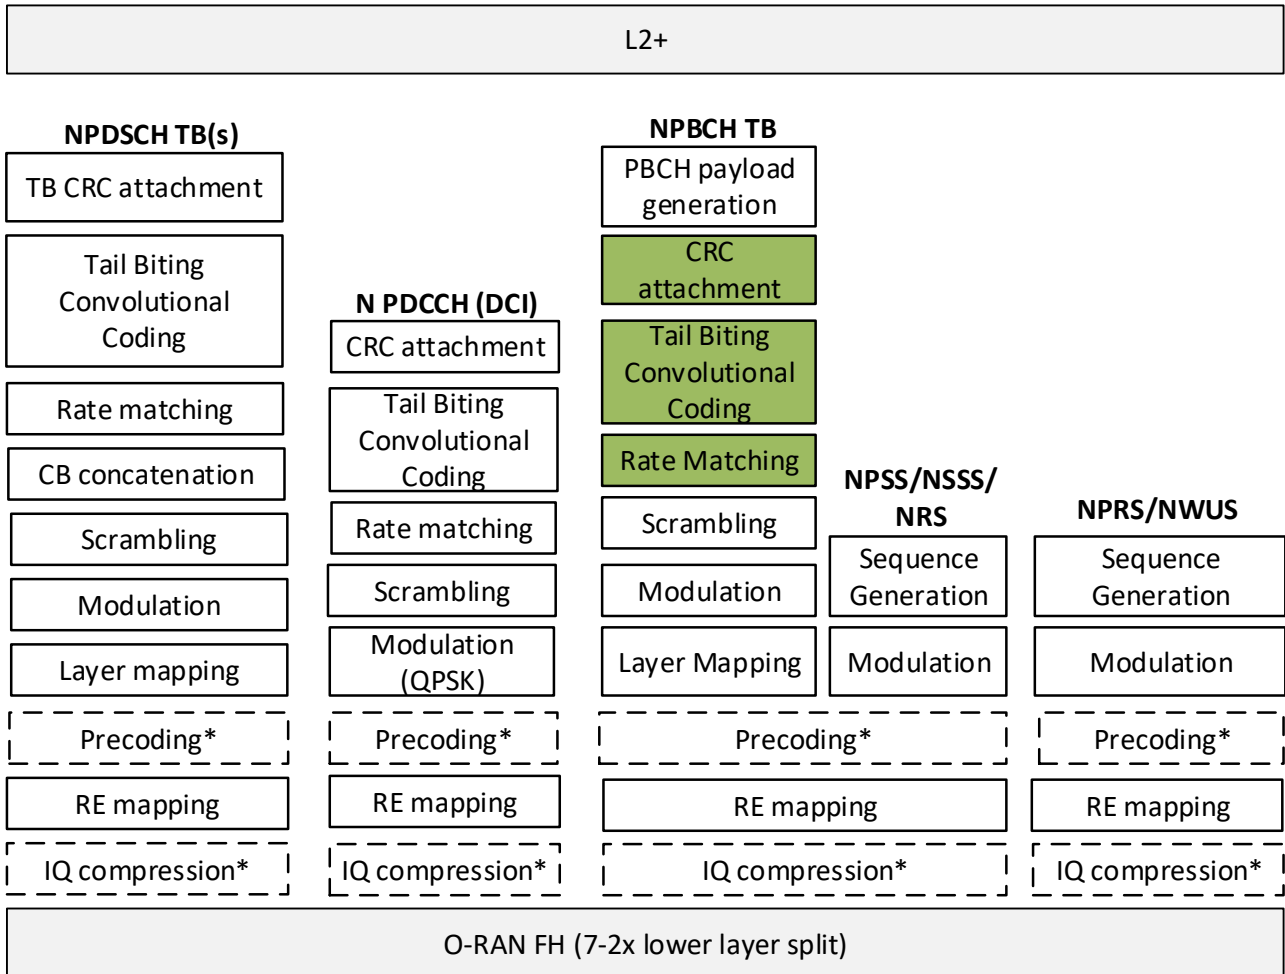 L2+
NPDSCH TB(s)
TB CRC attachment
Tail Biting
Convolutional
Coding
Rate matching
CB concatenation
Scrambling
Modulation
Layer mapping
Precoding*
RE mapping
IQ compression*
N PDCCH (DCI)
CRC attachment
Tail Biting
Convolutional
Coding
Rate matching
Scrambling
Modulation
(QPSK)
Precoding*
RE mapping
IQ compression*
NPBCH TB
PBCH payload
generation
CRC
attachment
Tail Biting
Convolutional
Coding
Rate Matching
Scrambling
Modulation
Layer Mapping
NPSS/NSSS/
NRS
Sequence
Generation
Modulation
Precoding*
RE mapping
IQ compression*
NPRS/NWUS
Sequence
Generation
Modulation
Precoding*
RE mapping
IQ compression*
O-RAN FH (7-2x lower layer split)